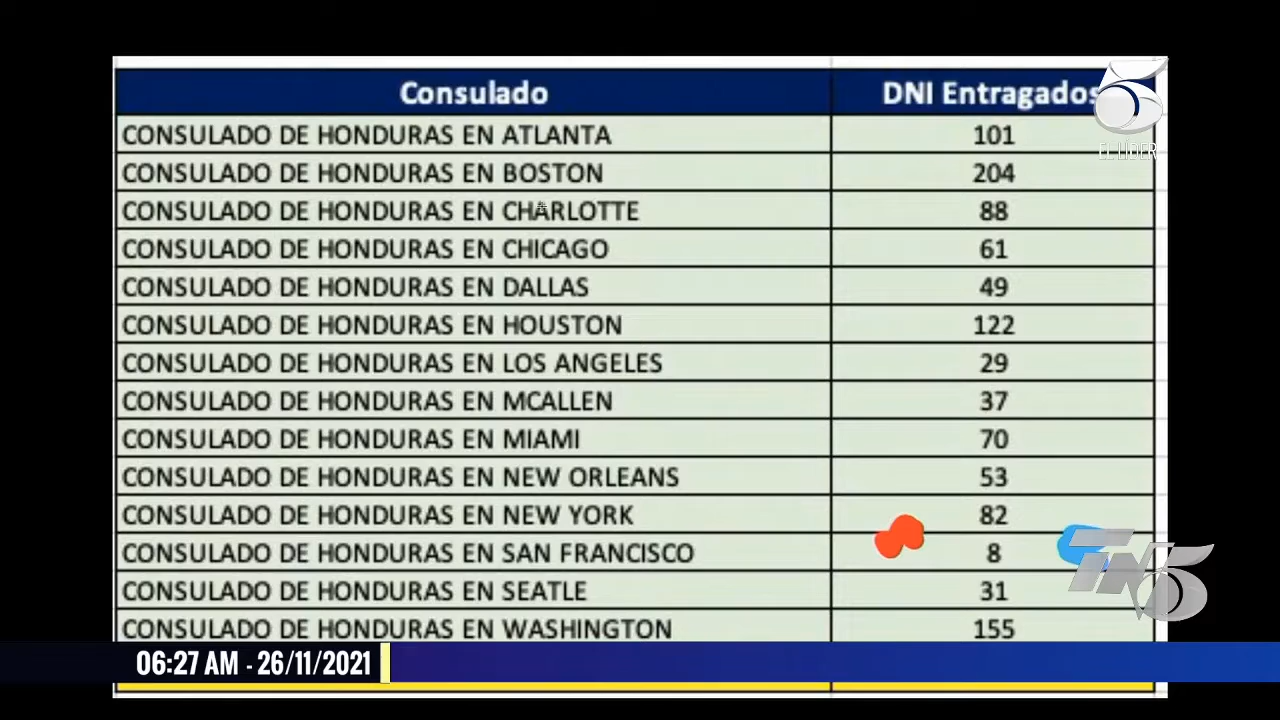 Consulado DNI Entragados
CONSULADO DE HONDURAS EN ATLANTA 101
CONSULADO DE HONDURAS EN BOSTON 204
CONSULADO DE HONDURAS EN CHARLOTTE 88
CONSULADO DE HONDURAS EN CHICAGO 61
CONSULADO DE HONDURAS EN DALLAS 49
CONSULADO DE HONDURAS EN HOUSTON 122
CONSULADO DE HONDURAS EN LOS ANGELES 29
CONSULADO DE HONDURAS EN MCALLEN 37
CONSULADO DE HONDURAS EN MIAMI 70
CONSULADO DE HONDURAS EN NEW ORLEANS 53
CONSULADO DE HONDURAS EN NEW YORK 82
CONSULADO DE HONDURAS EN SAN FRANCISCO 8
CONSULADO DE HONDURAS EN SEATLE 31
CONSULADO DE HONDURAS EN WASHINGTON 155
5
EL LÍDER
TN5
06:27 AM - 26/11/2021